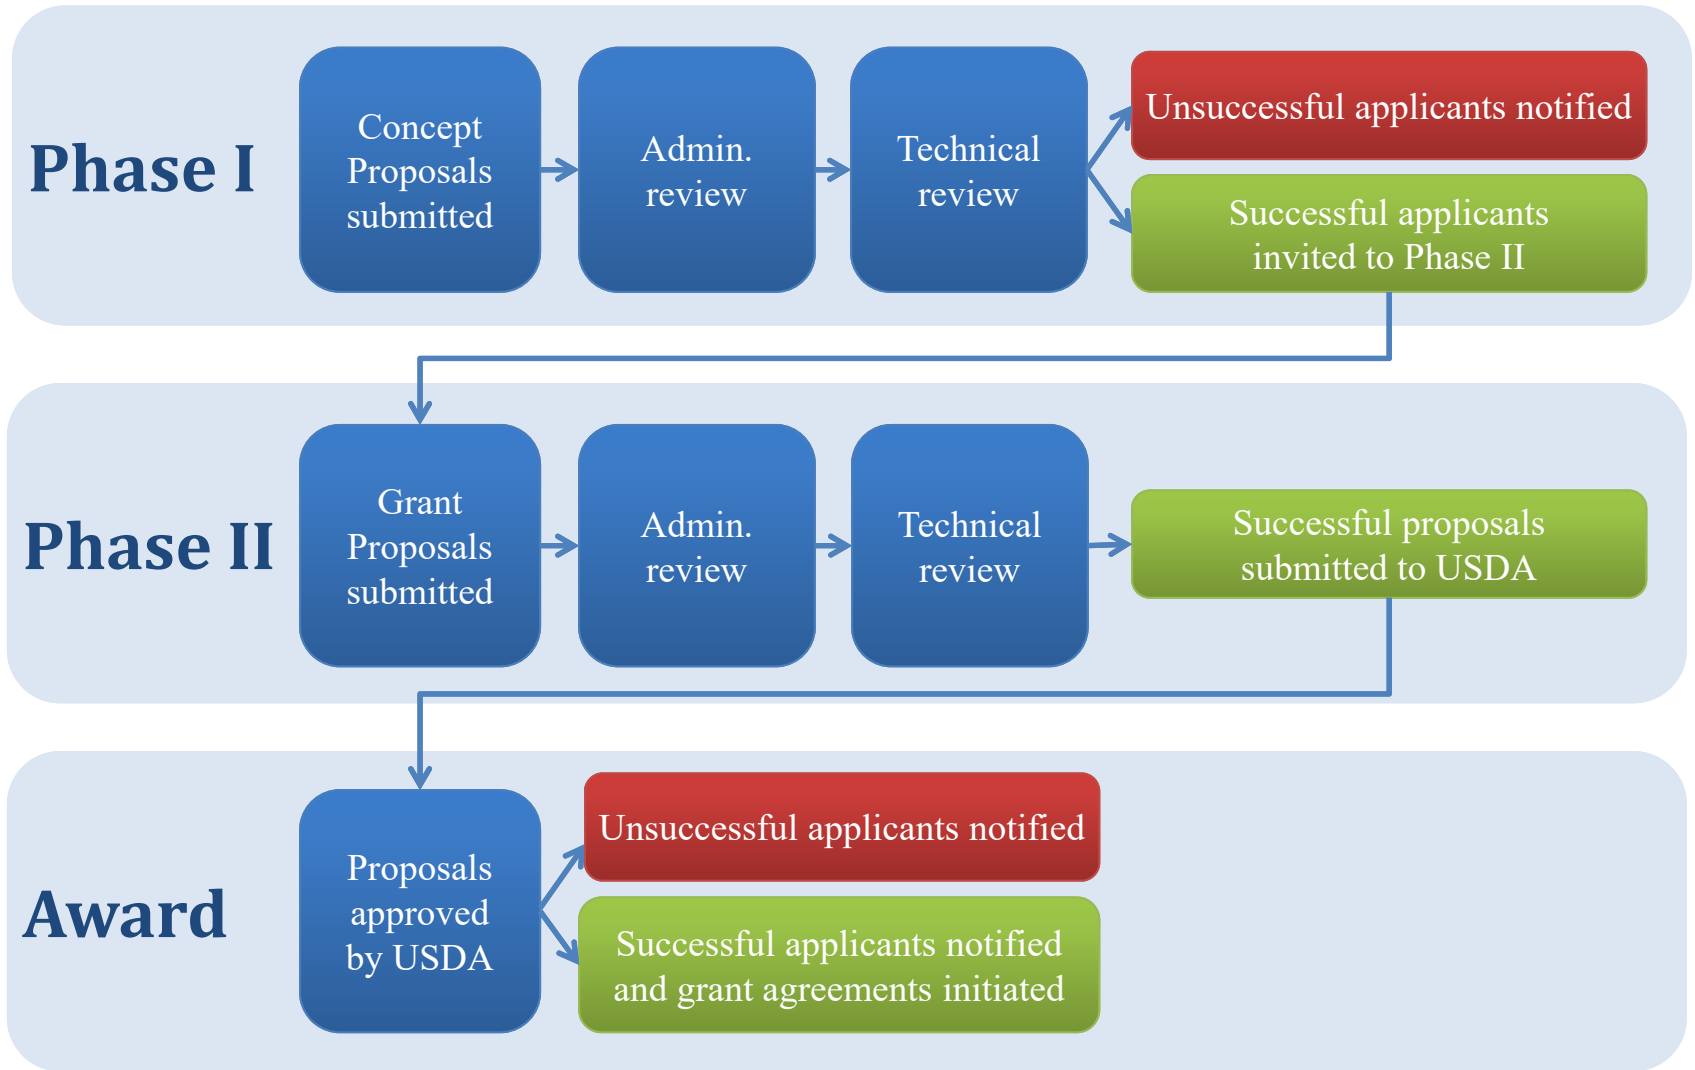 Phase I
Concept
Proposals
submitted
Admin.
review
Technical
review
Unsuccessful applicants notified
Successful applicants
invited to Phase II
Phase II
Grant
Proposals
submitted
Admin.
review
Technical
review
Successful proposals
submitted to USDA
Award
Proposals
approved
by USDA
Unsuccessful applicants notified
Successful applicants notified
and grant agreements initiated